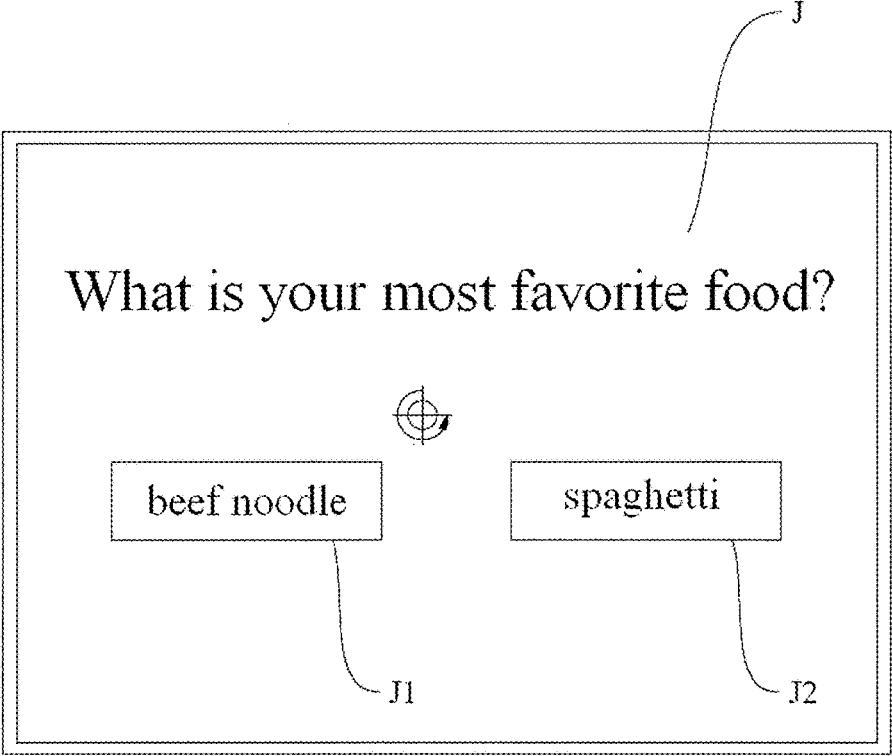 J
What is your most favorite food?
beef noodle
spaghetti
J1
J2